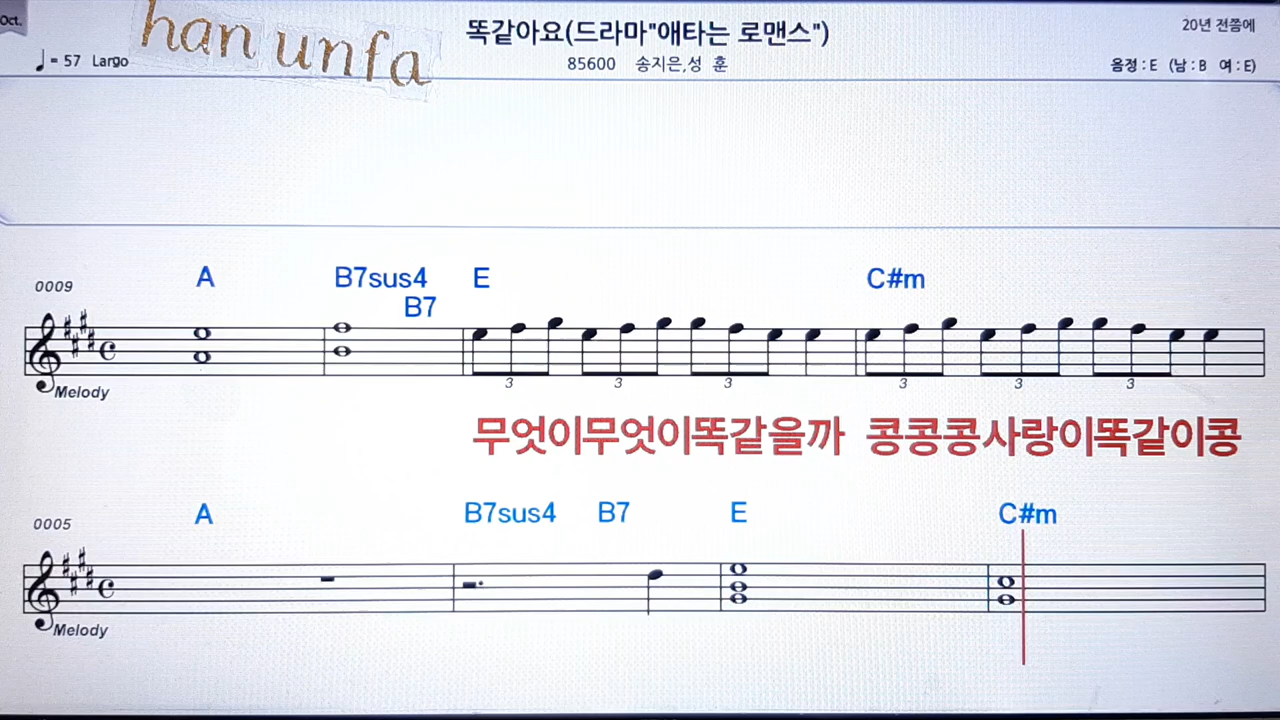 Oct.
han unfa
똑같아요(드라마"애타는 로맨스")
20년 전쯤에
♩= 57 Largo
85600 송지은,성 훈
음정 : E (남 : B 여 : E)
0009
A B7sus4 E C#m
B7
C
Melody
3 3 3 3 3 3
무엇이무엇이똑같을까 콩콩콩사랑이똑같이콩
0005
A B7sus4 B7 E C#m
C
Melody